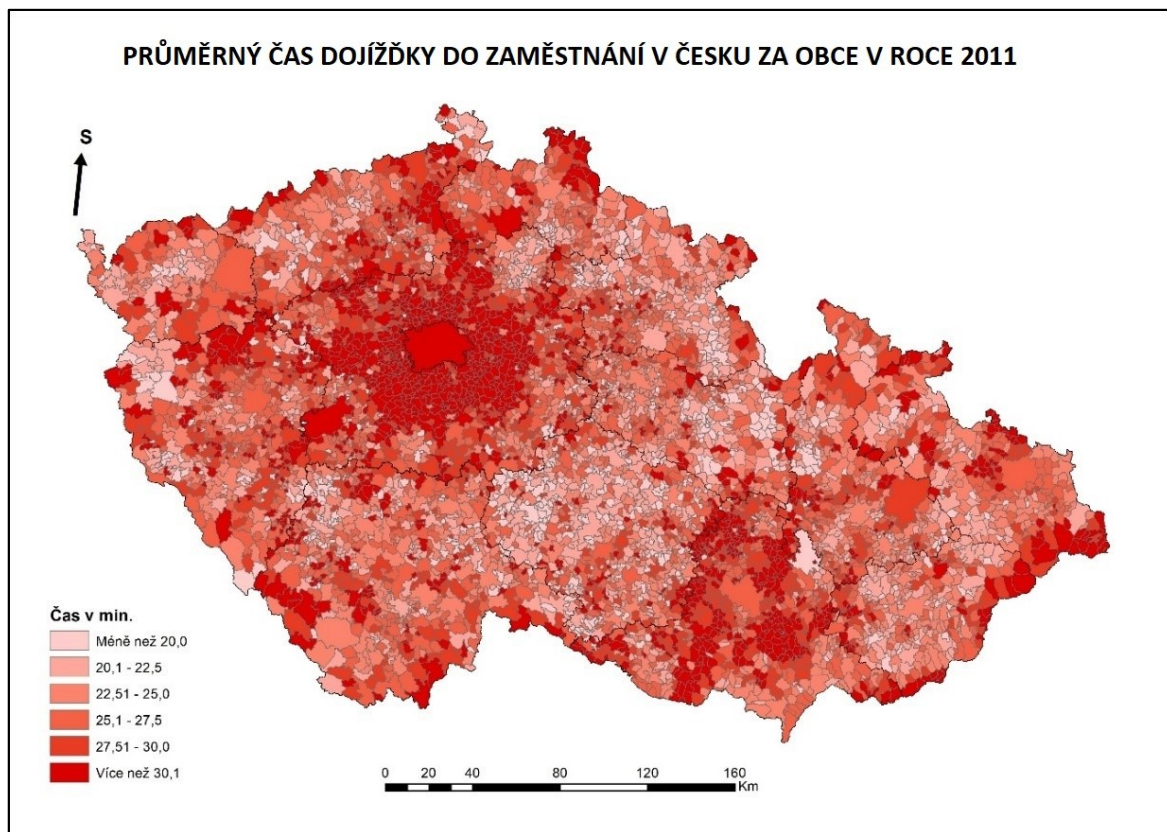 PRŮMĚRNÝ ČAS DOJÍŽĎKY DO ZAMĚSTNÁNÍ V ČESKU ZA OBCE V ROCE 2011
S
Čas v min.
Méně než 20,0
20,1 - 22,5
22,51 - 25,0
25,1 - 27,5
27,51 - 30,0
Více než 30,1
0 20 40 80 120 160
Km